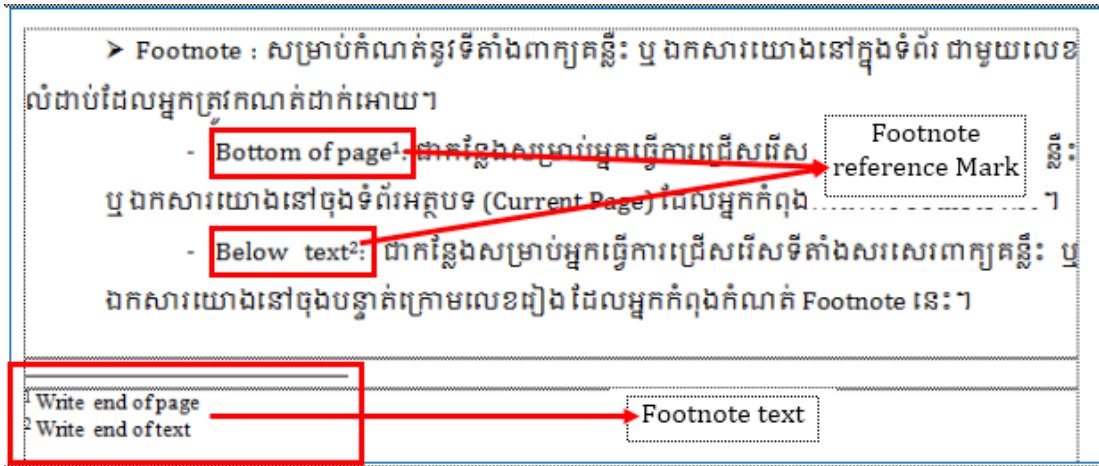 ➤ Footnote : សម្រាប់កំណត់នូវទីតាំងពាក្យគន្លឹះ ឬ ឯកសារយោងនៅក្នុងទំព័រ ជាមួយលេខ
លំដាប់ដែលអ្នកត្រូវកណត់ដាក់អោយ។
- Bottom of page¹: ជាកន្លែងសម្រាប់អ្នកធ្វើការជ្រើសរើស
Footnote
reference Mark
ឬ ឯកសារយោងនៅចុងទំព័រអត្ថបទ (Current Page) ដែលអ្នកកំពុង
- Below text²: ជាកន្លែងសម្រាប់អ្នកធ្វើការជ្រើសរើសទីតាំងសរសេរពាក្យគន្លឹះ ឬ
ឯកសារយោងនៅចុងបន្ទាត់ក្រោមលេខរៀង ដែលអ្នកកំពុងកំណត់ Footnote នេះ។
¹ Write end of page
² Write end of text
Footnote text